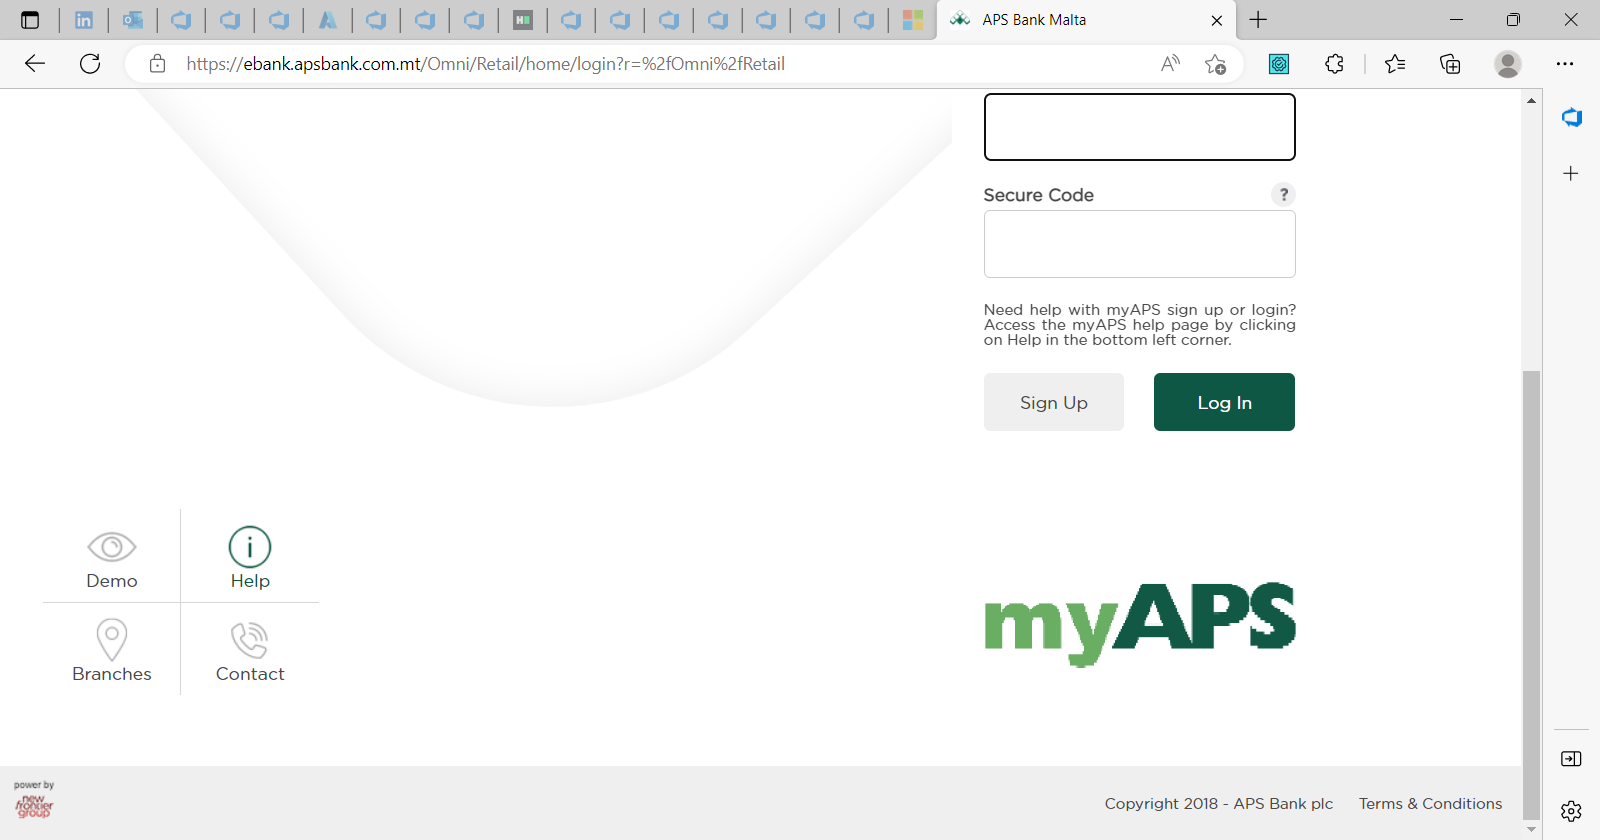 APS Bank Malta
https://ebank.apsbank.com.mt/Omni/Retail/home/login?r=%2fOmni%2fRetail
Secure Code ?
Need help with myAPS sign up or login?
Access the myAPS help page by clicking
on Help in the bottom left corner.
Sign Up
Log In
Demo
Help
Branches
Contact
myAPS
power by
new
frontier
group
Copyright 2018 - APS Bank plc
Terms & Conditions